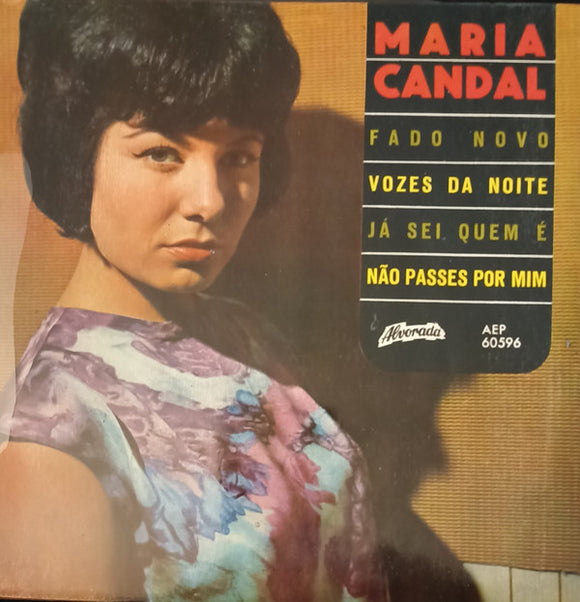 MARIA
CANDAL
FADO NOVO
VOZES DA NOITE
JÁ SEI QUEM É
NÃO PASSES POR MIM
Alvorada
AEP
60596